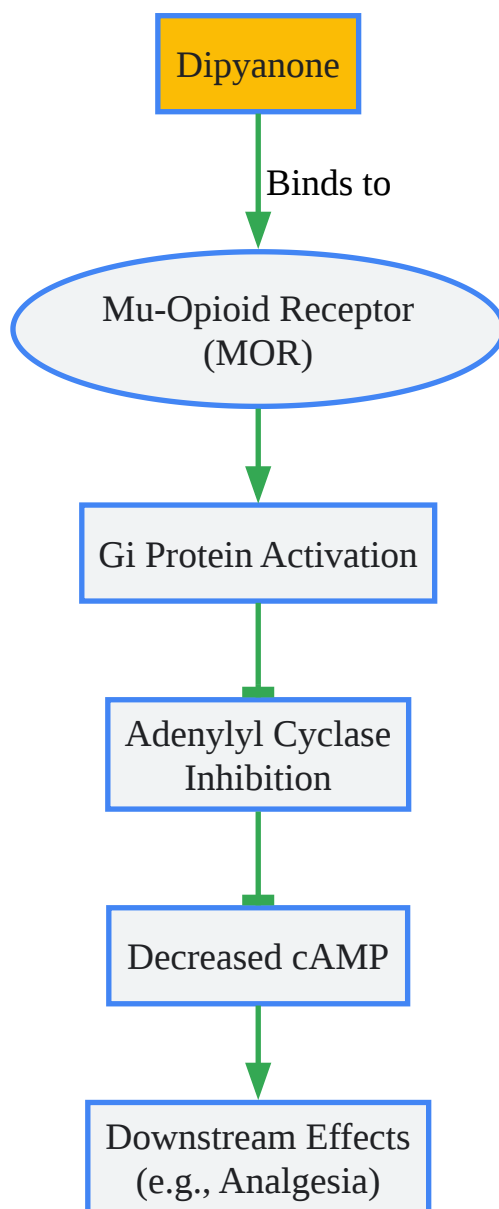 Dipyanone
Binds to
Mu-Opioid Receptor
(MOR)
Gi Protein Activation
Adenylyl Cyclase
Inhibition
Decreased cAMP
Downstream Effects
(e.g., Analgesia)